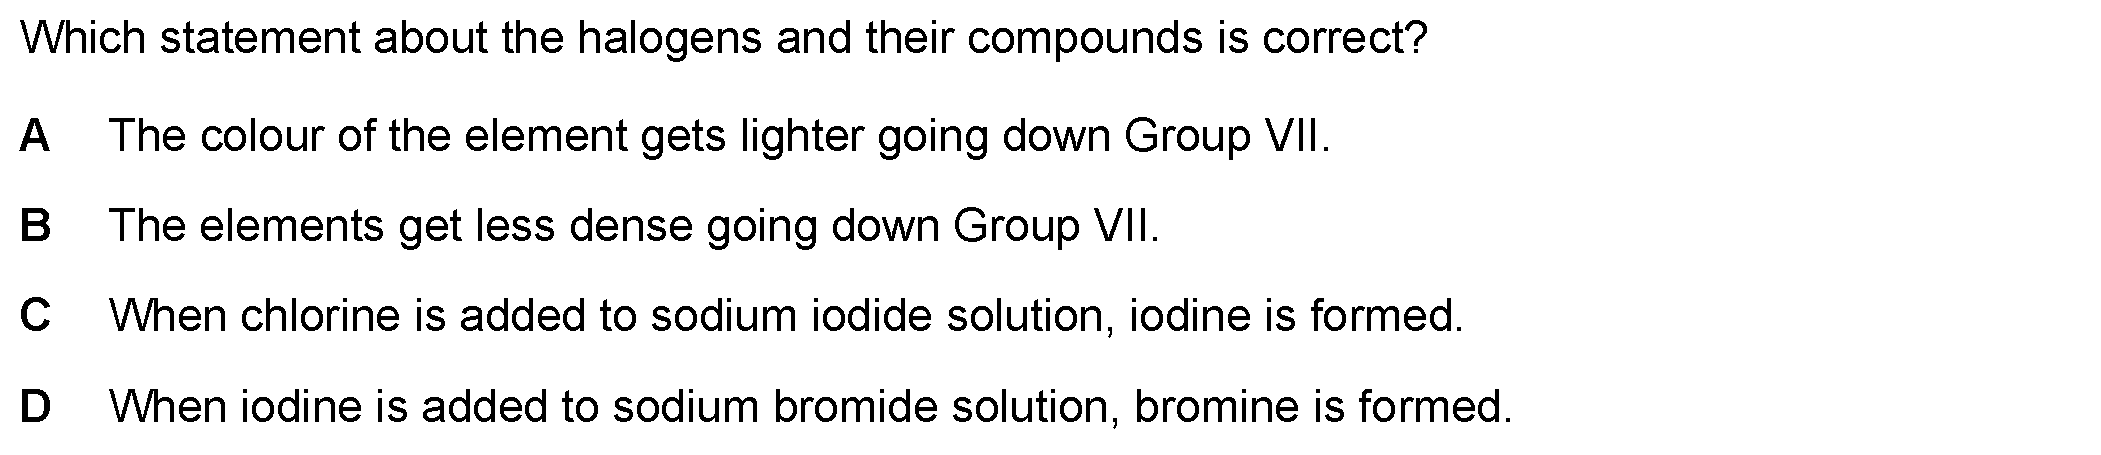 Which statement about the halogens and their compounds is correct?
A The colour of the element gets lighter going down Group VII.
B The elements get less dense going down Group VII.
C When chlorine is added to sodium iodide solution, iodine is formed.
D When iodine is added to sodium bromide solution, bromine is formed.